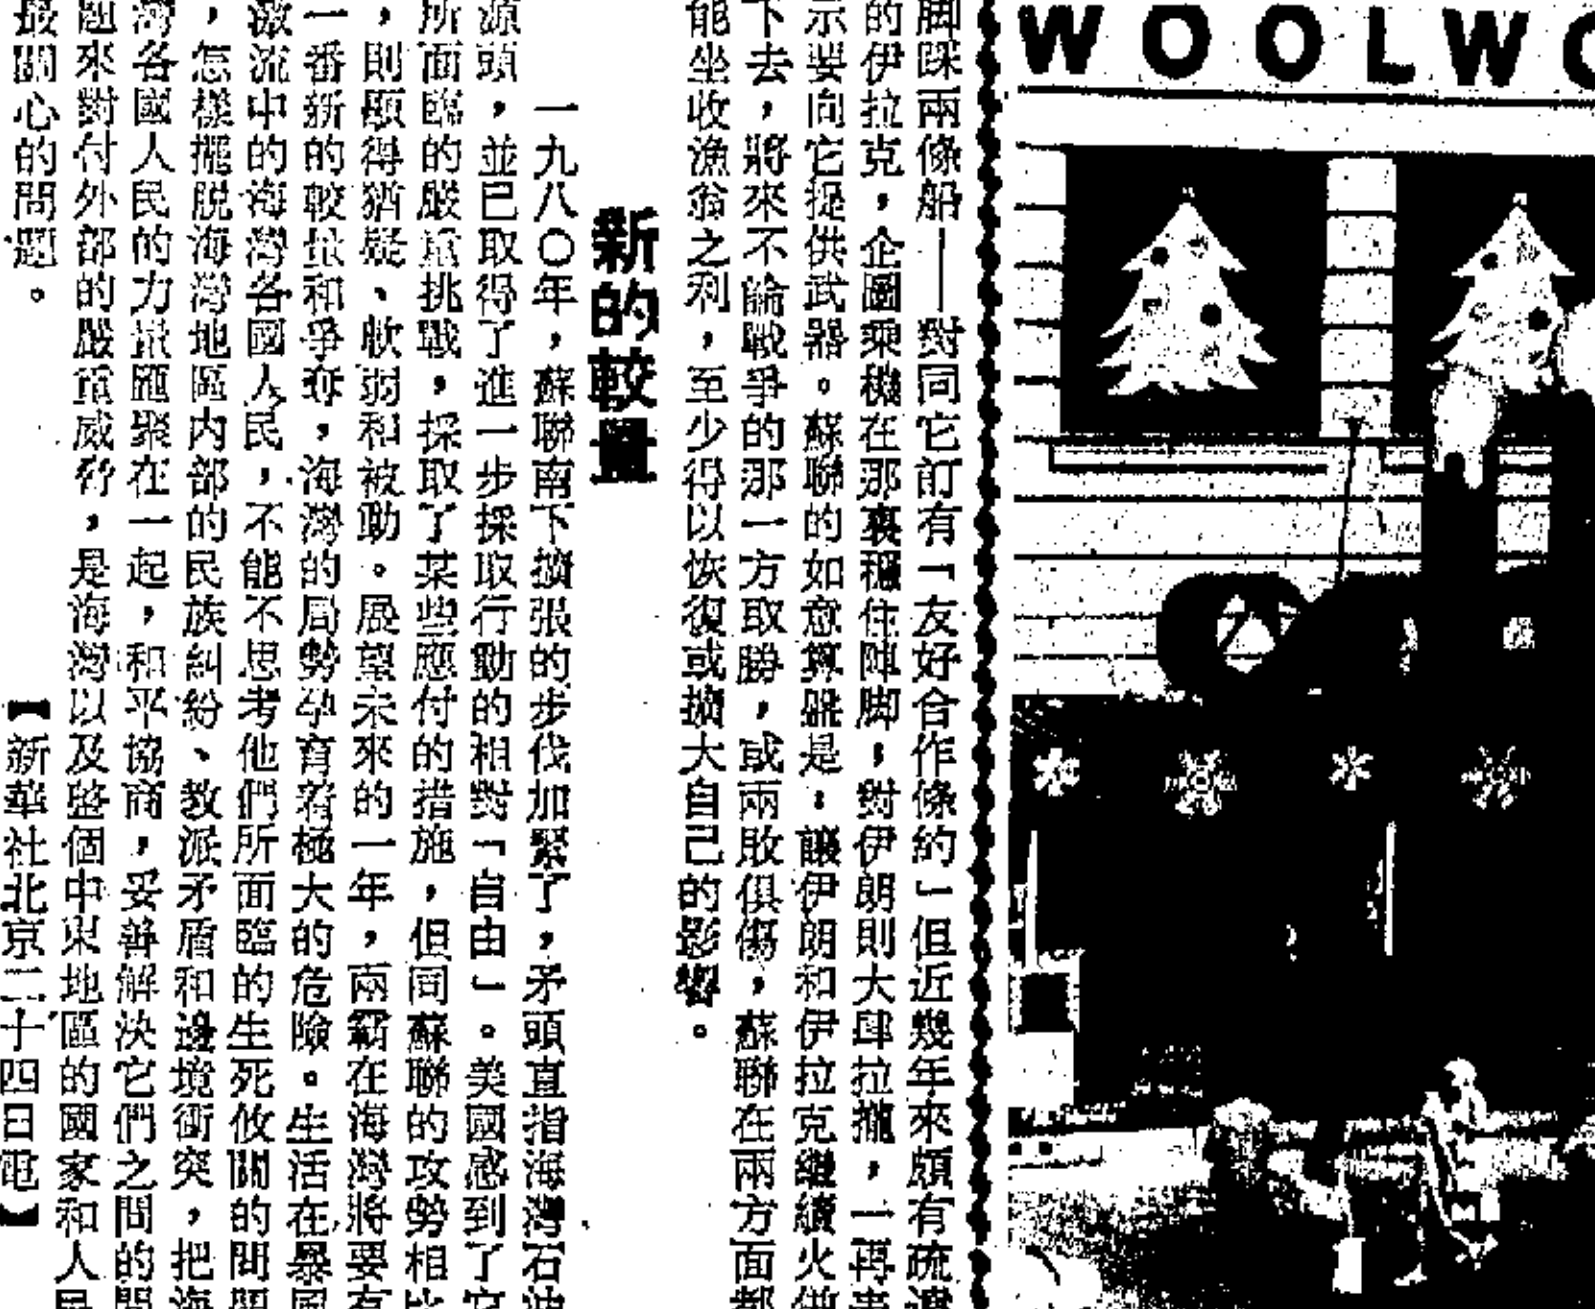 WOOLWO
脚踩兩條船——對同它訂有「友好合作條約」但近幾年來頗有疏遠
的伊拉克，企圖乘機在那裏穩住陣脚；對伊朗則大肆拉攏，一再表
示要向它提供武器。蘇聯的如意算盤是：讓伊朗和伊拉克繼續火併
下去，將來不論戰爭的那一方取勝，或兩敗俱傷，蘇聯在兩方面都
能坐收漁翁之利，至少得以恢復或擴大自己的影響。
新的較量
一九八〇年，蘇聯南下擴張的步伐加緊了，矛頭直指海灣石油
源頭，並已取得了進一步採取行動的相對「自由」。美國感到了它
所面臨的嚴重挑戰，採取了某些應付的措施，但同蘇聯的攻勢相比
，則顯得猶疑、軟弱和被動。展望未來的一年，兩霸在海灣將要有
一番新的較量和爭奪，海灣的局勢孕育着極大的危險。生活在暴風
激流中的海灣各國人民，不能不思考他們所面臨的生死攸關的問題
，怎樣擺脫海灣地區内部的民族糾紛、教派矛盾和邊境衝突，把海
灣各國人民的力量匯聚在一起，和平協商，妥善解決它們之間的問
題來對付外部的嚴重威脅，是海灣以及整個中東地區的國家和人民
最關心的問題。
【新華社北京二十四日電】